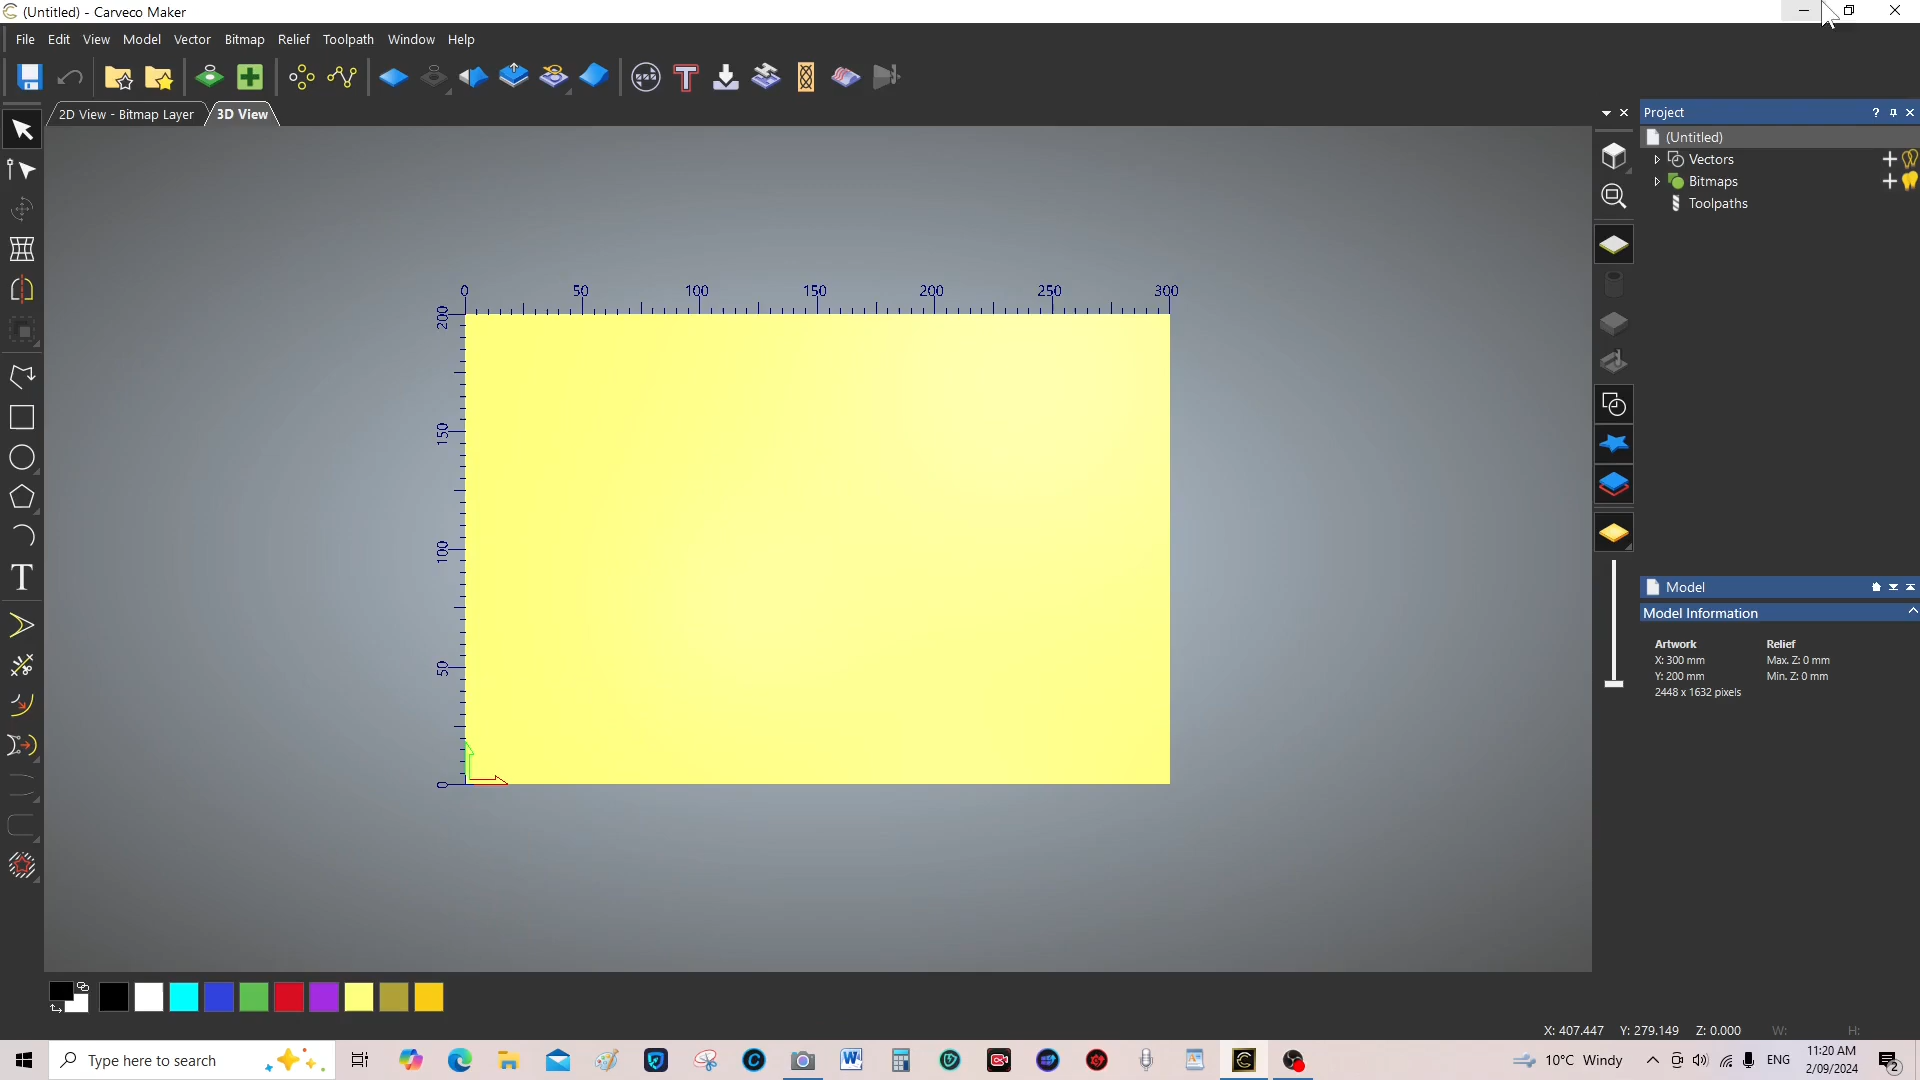 (Untitled) - Carveco Maker
File Edit View Model Vector Bitmap Relief Toolpath Window Help
2D View - Bitmap Layer 3D View
Project
(Untitled)
Vectors
Bitmaps
Toolpaths
0 50 100 150 200 250 300
200
150
100
50
0
Model
Model Information
Artwork Relief
X: 300 mm Max. Z: 0 mm
Y: 200 mm Min. Z: 0 mm
2448 x 1632 pixels
X: 407.447 Y: 279.149 Z: 0.000 W: H:
Type here to search
10°C Windy
ENG
11:20 AM
2/09/2024
2